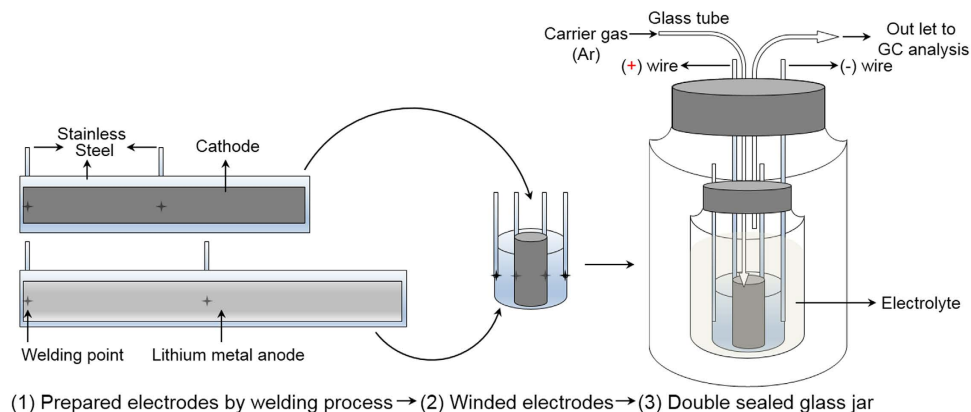 Glass tube
Carrier gas
(Ar)
Out let to
GC analysis
(+) wire
(-) wire
Stainless
Steel
Cathode
Electrolyte
Welding point
Lithium metal anode
(1) Prepared electrodes by welding process→(2) Winded electrodes→(3) Double sealed glass jar